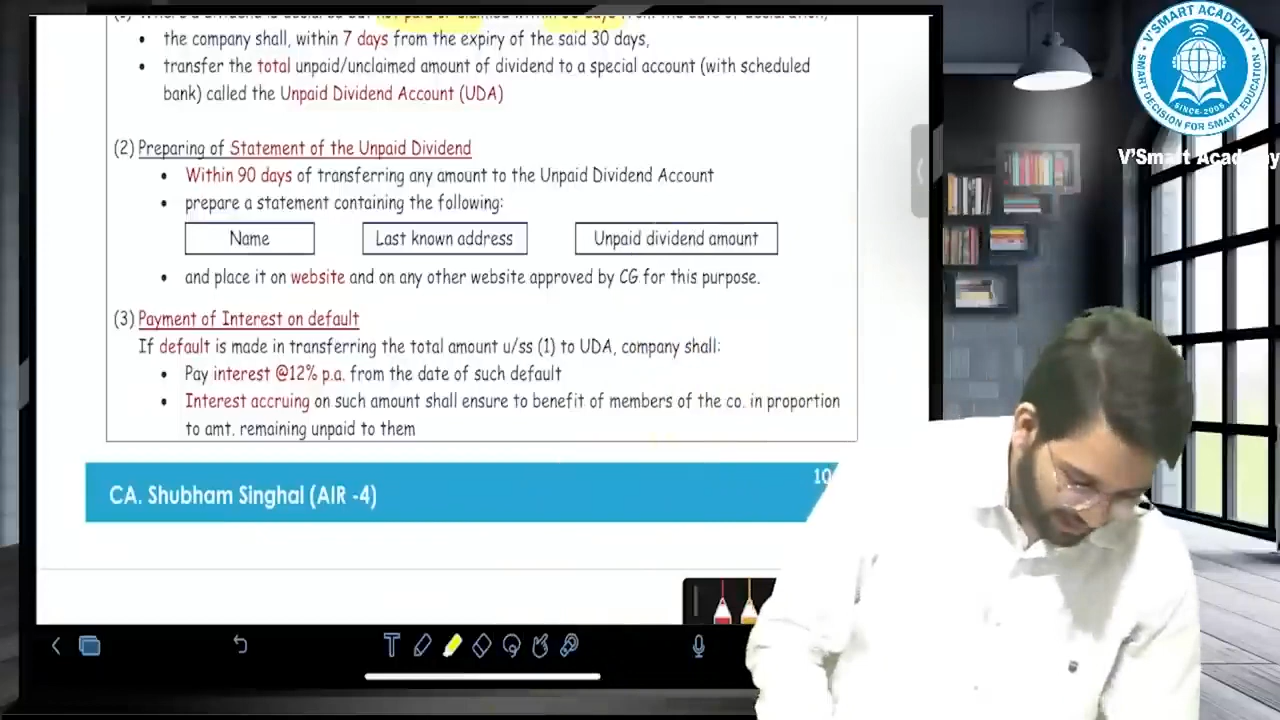 the company shall, within 7 days from the expiry of the said 30 days,
transfer the total unpaid/unclaimed amount of dividend to a special account (with scheduled
bank) called the Unpaid Dividend Account (UDA)
(2) Preparing of Statement of the Unpaid Dividend
Within 90 days of transferring any amount to the Unpaid Dividend Account
prepare a statement containing the following:
Name Last known address Unpaid dividend amount
and place it on website and on any other website approved by CG for this purpose.
(3) Payment of Interest on default
If default is made in transferring the total amount u/ss (1) to UDA, company shall:
Pay interest @12% p.a. from the date of such default
Interest accruing on such amount shall ensure to benefit of members of the co. in proportion
to amt. remaining unpaid to them
CA. Shubham Singhal (AIR -4)
10
V'SMART ACADEMY
SMART DECISION FOR SMART EDUCATION
SINCE-2005
V'Smart Academy